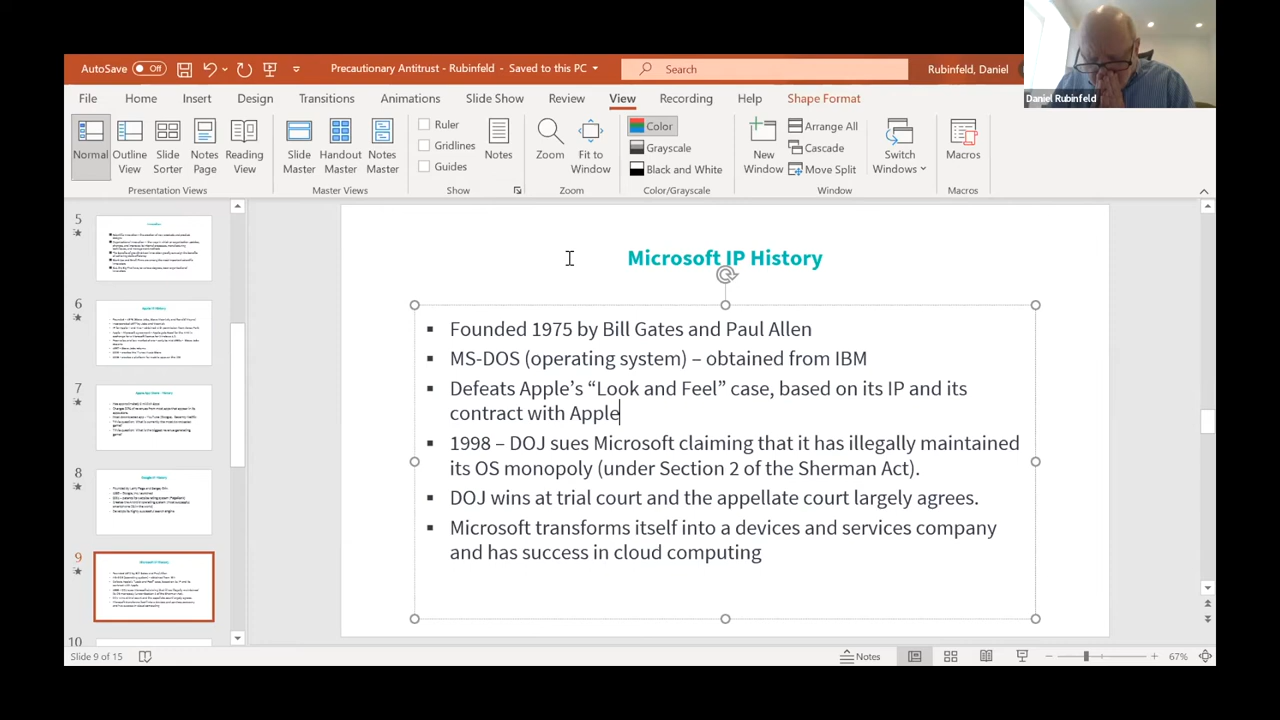 AutoSave Off Precautionary Antitrust - Rubinfeld - Saved to this PC Search Rubinfeld, Daniel
Daniel Rubinfeld
File Home Insert Design Transitions Animations Slide Show Review View Recording Help Shape Format
Normal Outline View Slide Sorter Notes Page Reading View
Presentation Views
Slide Master Handout Master Notes Master
Master Views
Ruler
Gridlines
Guides
Notes
Show
Zoom Fit to Window
Zoom
Color
Grayscale
Black and White
Color/Grayscale
New Window
Arrange All
Cascade
Move Split
Switch Windows
Window
Macros
Macros
5
6
7
8
9
10
Microsoft IP History
▪ Founded 1975 by Bill Gates and Paul Allen
▪ MS-DOS (operating system) – obtained from IBM
▪ Defeats Apple's “Look and Feel” case, based on its IP and its
contract with Apple
▪ 1998 – DOJ sues Microsoft claiming that it has illegally maintained
its OS monopoly (under Section 2 of the Sherman Act).
▪ DOJ wins at trial court and the appellate court largely agrees.
▪ Microsoft transforms itself into a devices and services company
and has success in cloud computing
Slide 9 of 15 Notes 67%